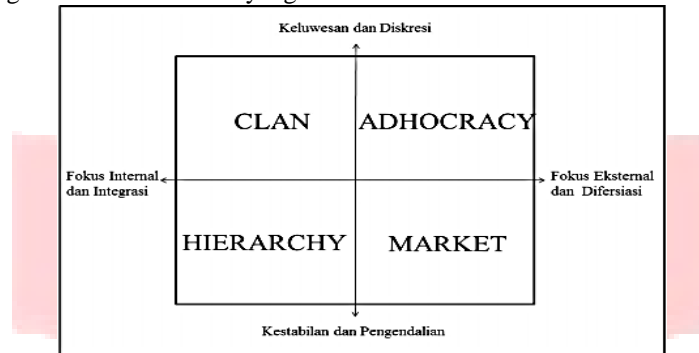 Keluwesan dan Diskresi
CLAN
ADHOCRACY
Fokus Internal
dan Integrasi
Fokus Eksternal
dan Difersiasi
HIERARCHY
MARKET
Kestabilan dan Pengendalian